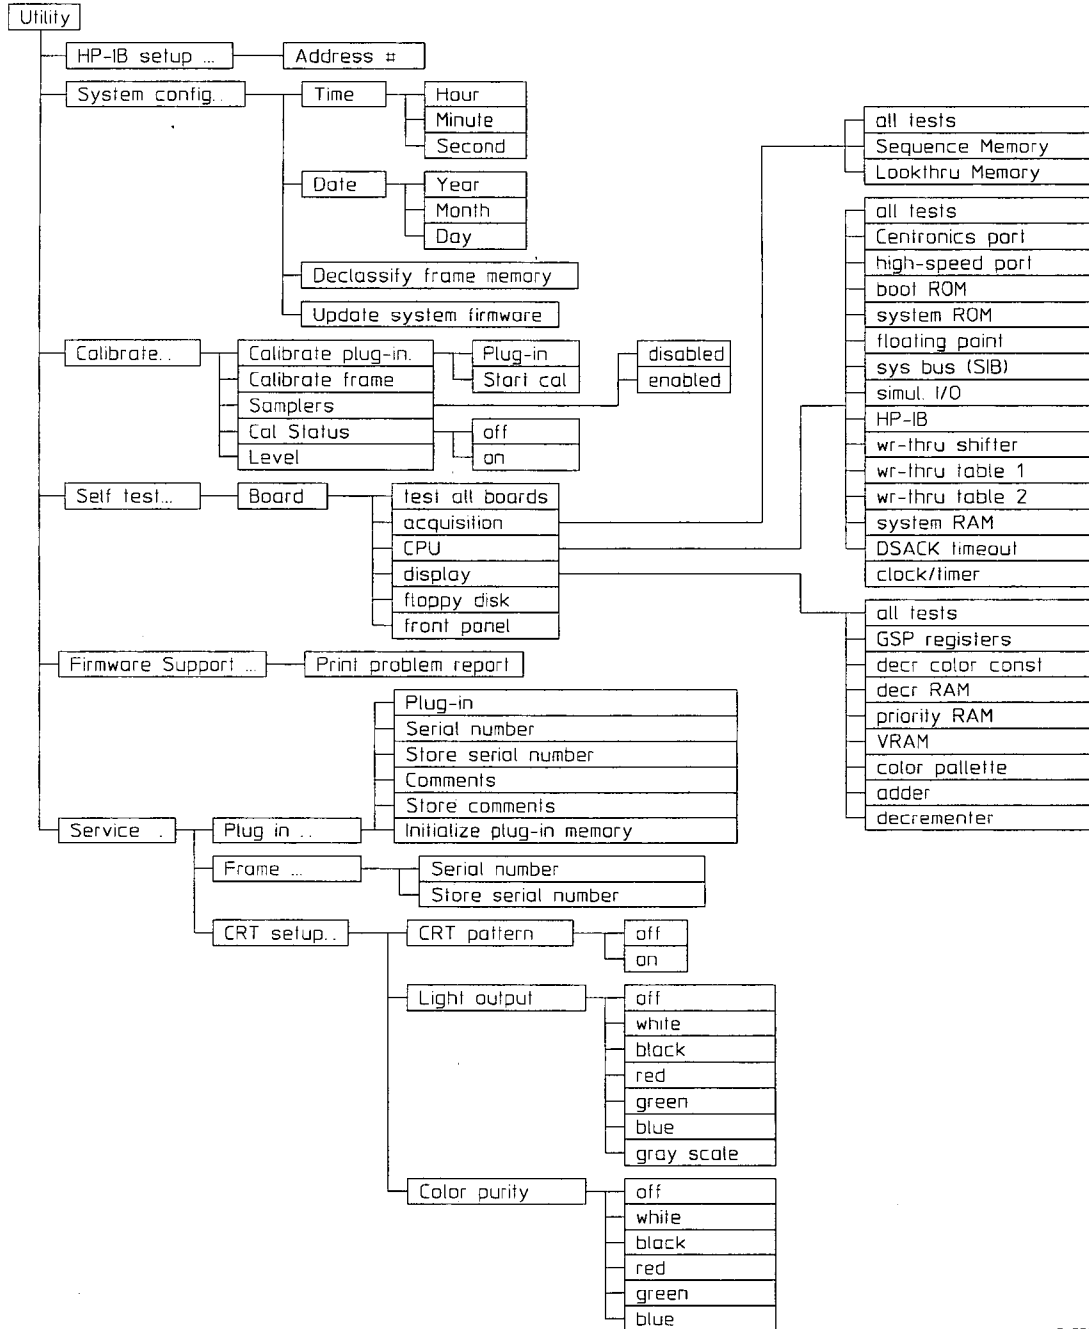 Utility
HP-IB setup ...
Address #
System config..
Time
Hour
Minute
Second
Date
Year
Month
Day
Declassify frame memory
Update system firmware
Calibrate..
Calibrate plug-in.
Plug-in
Start cal
Calibrate frame
Samplers
disabled
enabled
Cal Status
off
on
Level
Self test...
Board
test all boards
acquisition
CPU
display
floppy disk
front panel
all tests
Sequence Memory
Lookthru Memory
all tests
Centronics port
high-speed port
boot ROM
system ROM
floating point
sys bus (SIB)
simul. I/O
HP-IB
wr-thru shifter
wr-thru table 1
wr-thru table 2
system RAM
DSACK timeout
clock/timer
all tests
GSP registers
decr color const
decr RAM
priority RAM
VRAM
color pallette
adder
decrementer
Firmware Support ...
Print problem report
Service .
Plug in ..
Plug-in
Serial number
Store serial number
Comments
Store comments
Initialize plug-in memory
Frame ...
Serial number
Store serial number
CRT setup..
CRT pattern
off
on
Light output
off
white
black
red
green
blue
gray scale
Color purity
off
white
black
red
green
blue